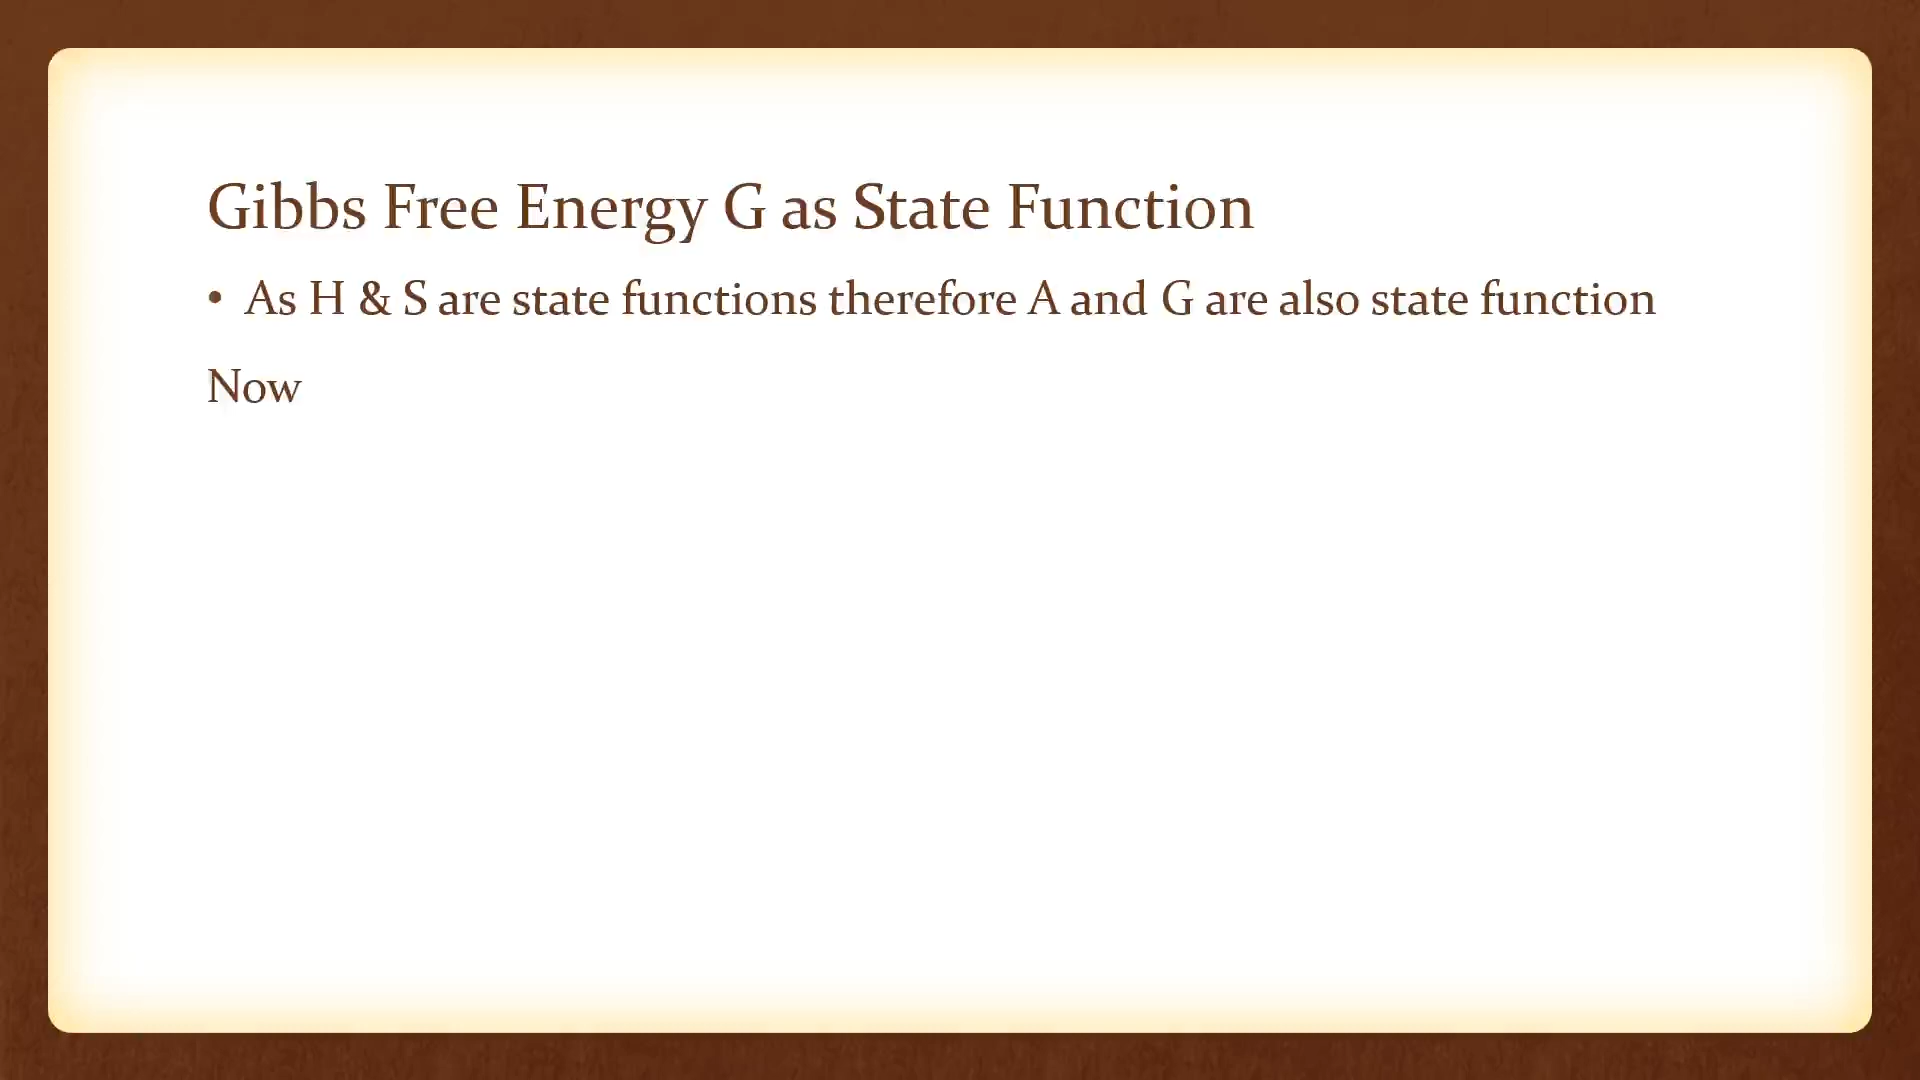 Gibbs Free Energy G as State Function
• As H & S are state functions therefore A and G are also state function
Now